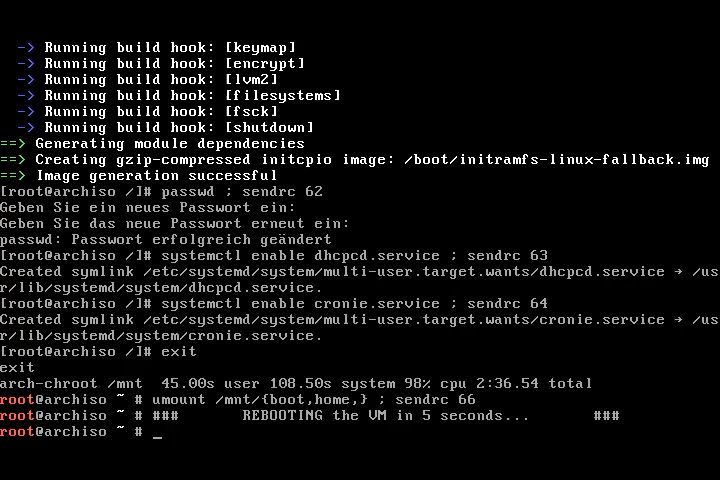 -> Running build hook: [keymap]
-> Running build hook: [encrypt]
-> Running build hook: [lvm2]
-> Running build hook: [filesystems]
-> Running build hook: [fsck]
-> Running build hook: [shutdown]
==> Generating module dependencies
==> Creating gzip-compressed initcpio image: /boot/initramfs-linux-fallback.img
==> Image generation successful
[root@archiso /]# passwd ; sendrc 62
Geben Sie ein neues Passwort ein:
Geben Sie das neue Passwort erneut ein:
passwd: Passwort erfolgreich geändert
[root@archiso /]# systemctl enable dhcpcd.service ; sendrc 63
Created symlink /etc/systemd/system/multi-user.target.wants/dhcpcd.service → /us
r/lib/systemd/system/dhcpcd.service.
[root@archiso /]# systemctl enable cronie.service ; sendrc 64
Created symlink /etc/systemd/system/multi-user.target.wants/cronie.service → /us
r/lib/systemd/system/cronie.service.
[root@archiso /]# exit
exit
arch-chroot /mnt  45.00s user 108.50s system 98% cpu 2:36.54 total
root@archiso ~ # umount /mnt/{boot,home,} ; sendrc 66
root@archiso ~ # ###       REBOOTING the VM in 5 seconds...       ###
root@archiso ~ # _